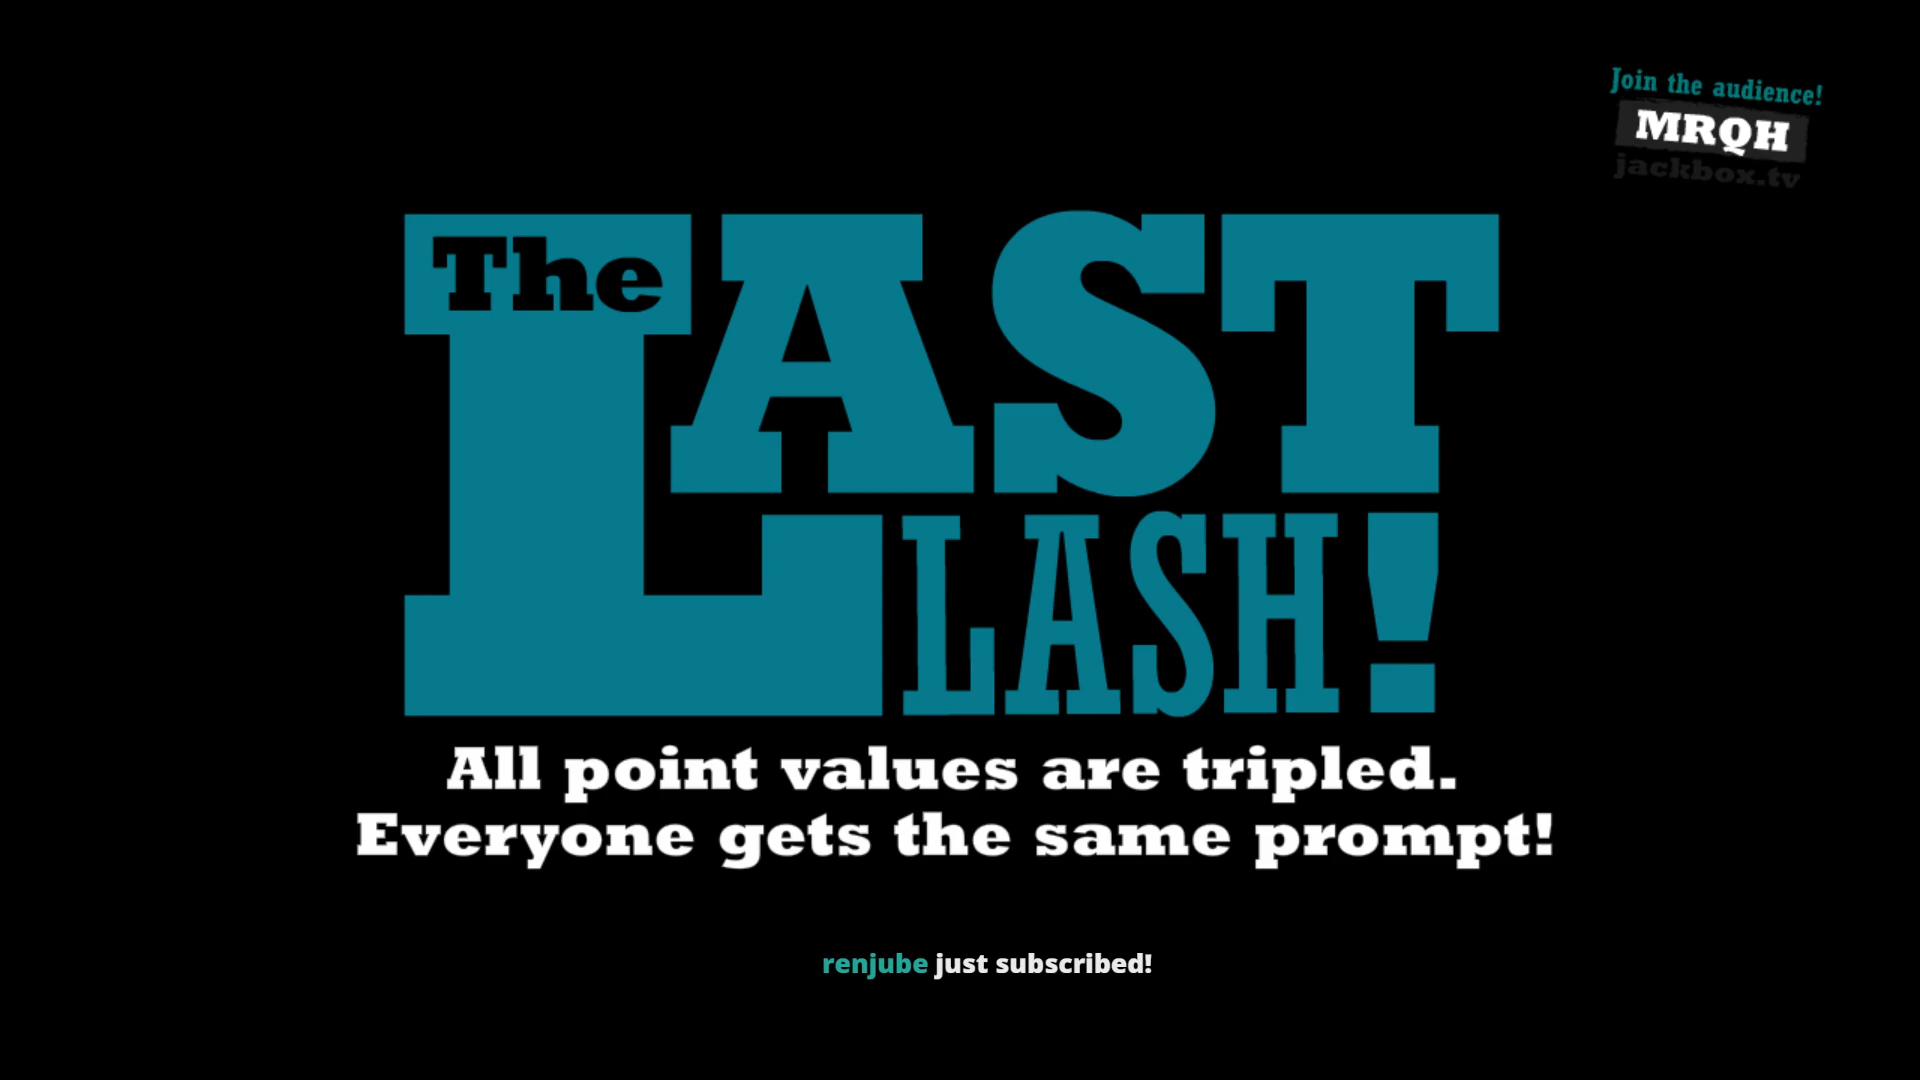 Join the audience!
MRQH
jackbox.tv
The LAST
LASH!
All point values are tripled.
Everyone gets the same prompt!
renjube just subscribed!